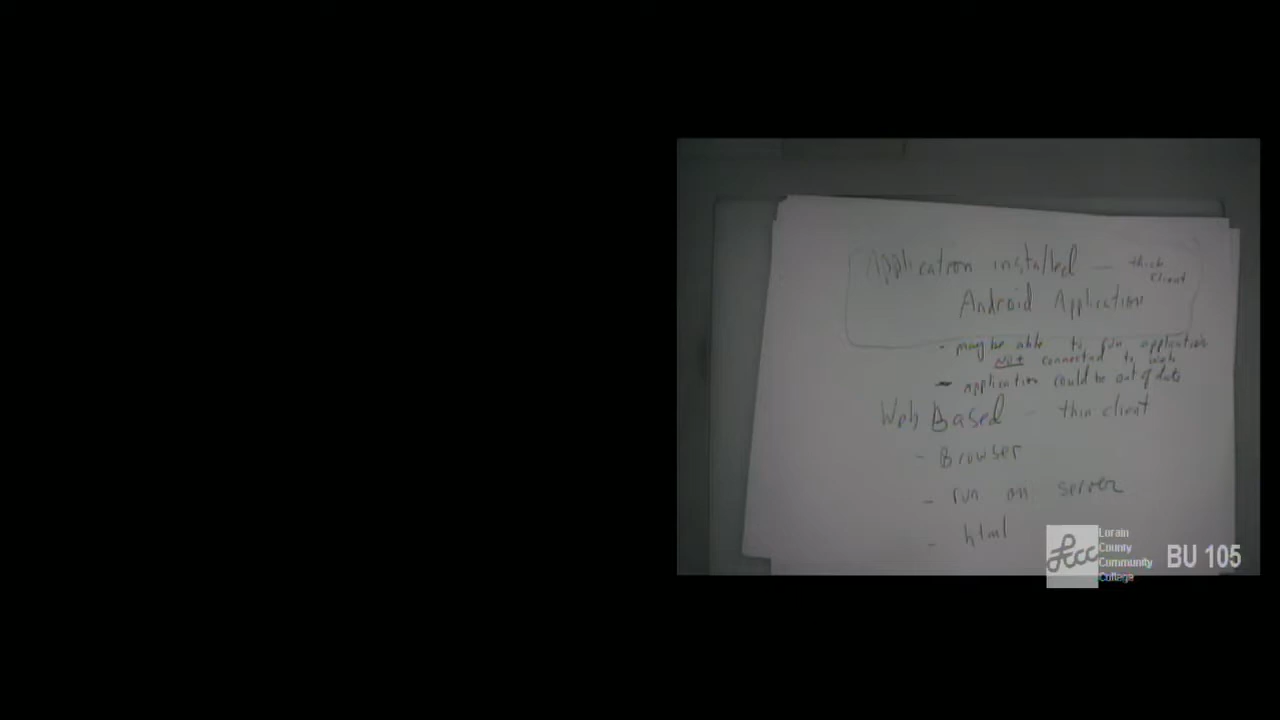 Application installed — thick client
Android Application
- may be able to run application
NOT connected to web
- application could be out of date
Web Based - thin client
- Browser
- run on server
- html
lccc
Lorain
County
Community
College
BU 105